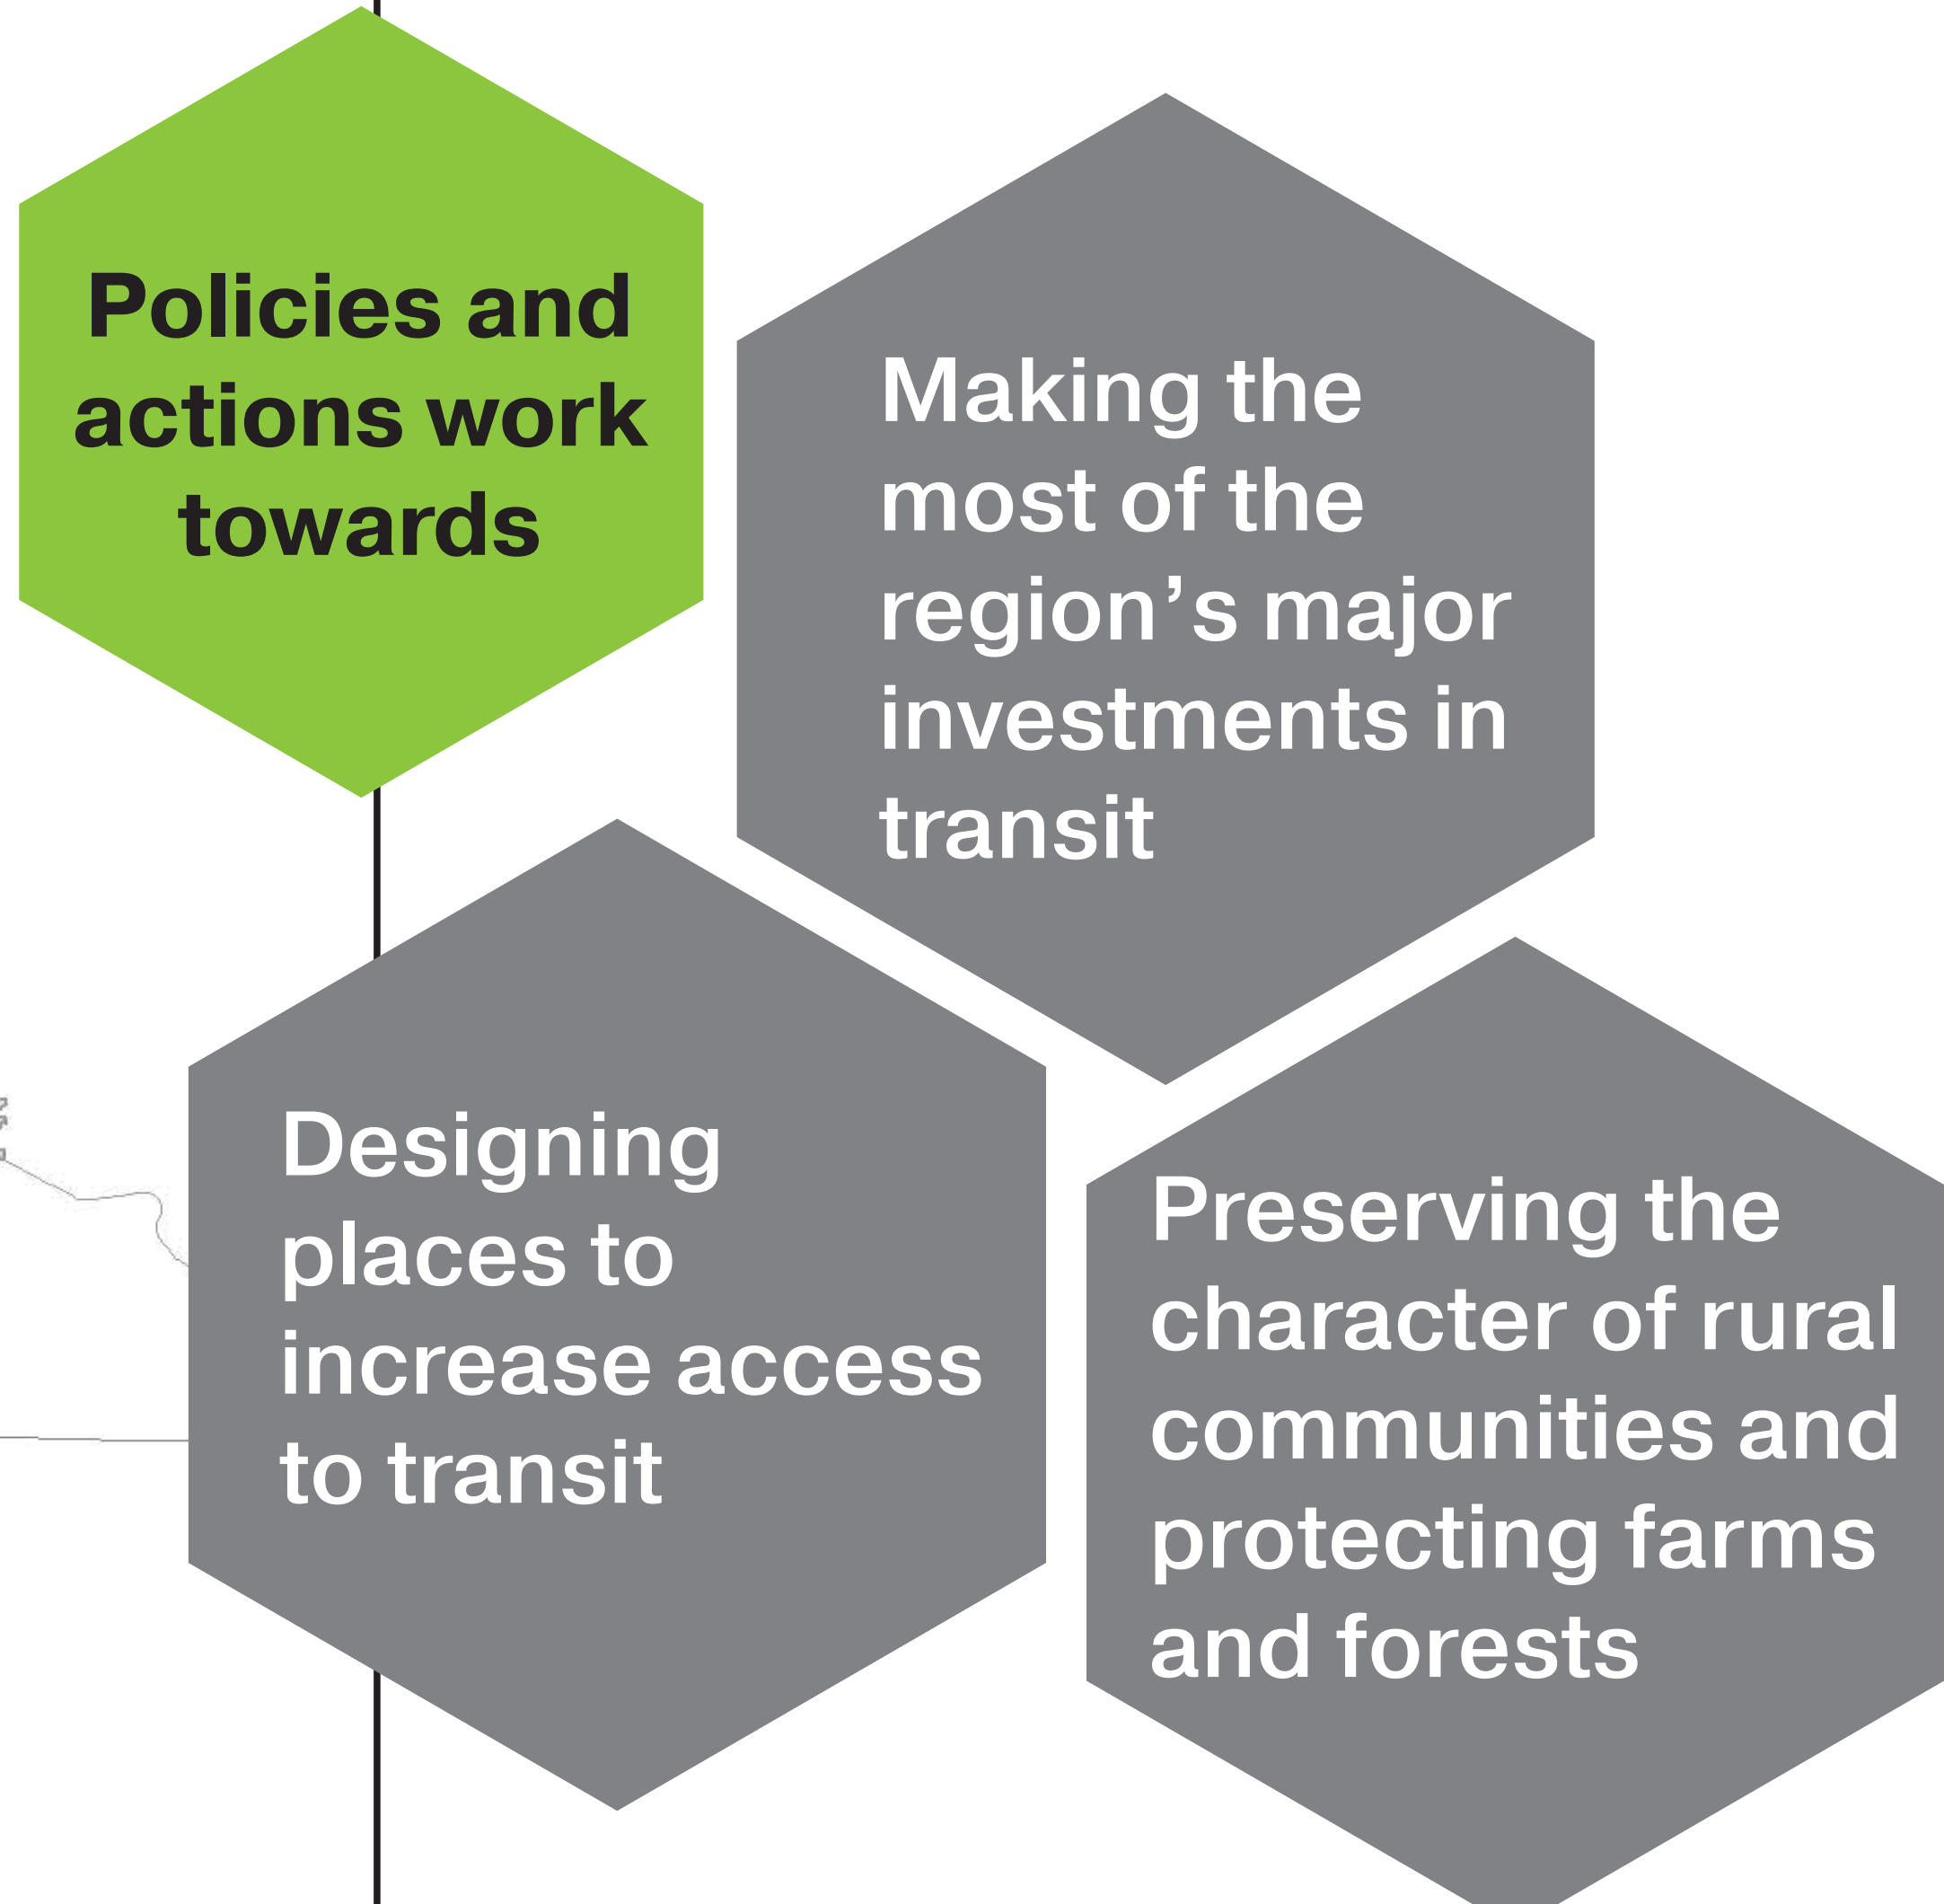 Policies and
actions work
towards
Making the
most of the
region’s major
investments in
transit
Designing
places to
increase access
to transit
Preserving the
character of rural
communities and
protecting farms
and forests